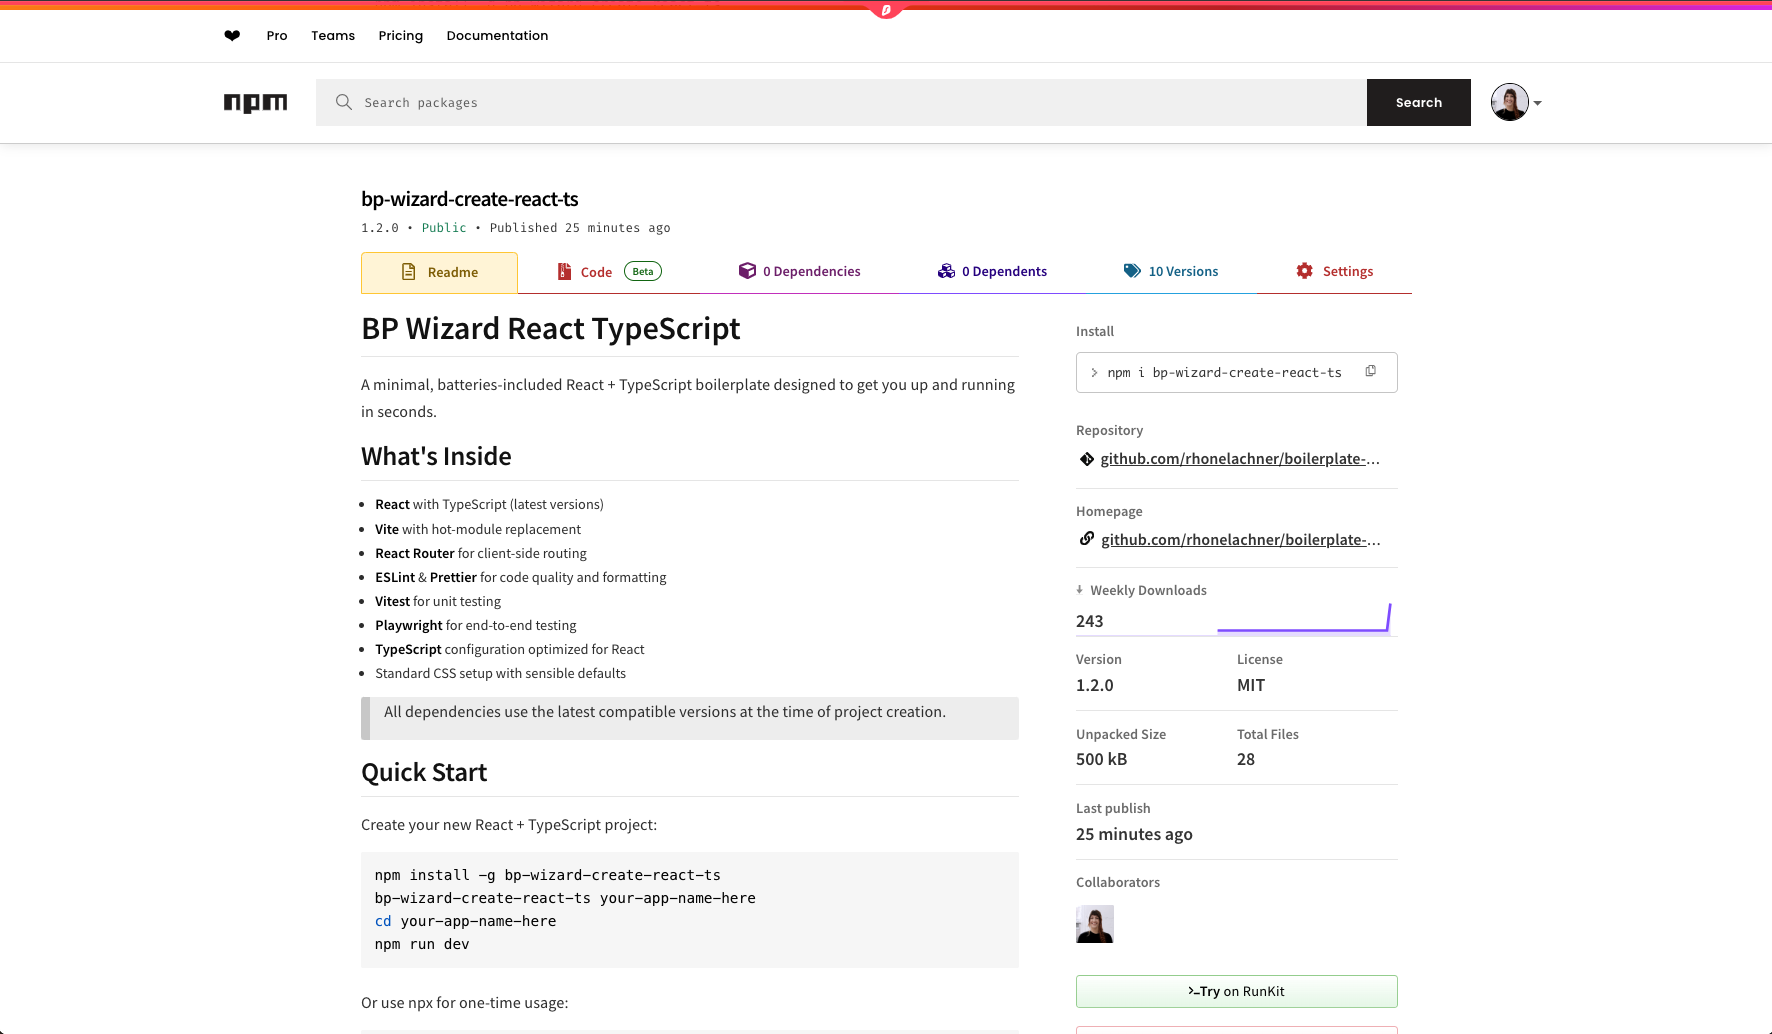 Pro Teams Pricing Documentation
npm Search packages Search
bp-wizard-create-react-ts
1.2.0 • Public • Published 25 minutes ago
Readme Code Beta 0 Dependencies 0 Dependents 10 Versions Settings
BP Wizard React TypeScript
A minimal, batteries-included React + TypeScript boilerplate designed to get you up and running
in seconds.
What's Inside
• React with TypeScript (latest versions)
• Vite with hot-module replacement
• React Router for client-side routing
• ESLint & Prettier for code quality and formatting
• Vitest for unit testing
• Playwright for end-to-end testing
• TypeScript configuration optimized for React
• Standard CSS setup with sensible defaults
All dependencies use the latest compatible versions at the time of project creation.
Quick Start
Create your new React + TypeScript project:
npm install -g bp-wizard-create-react-ts
bp-wizard-create-react-ts your-app-name-here
cd your-app-name-here
npm run dev
Or use npx for one-time usage:
Install
> npm i bp-wizard-create-react-ts
Repository
github.com/rhonelachner/boilerplate-...
Homepage
github.com/rhonelachner/boilerplate-...
Weekly Downloads
243
Version License
1.2.0 MIT
Unpacked Size Total Files
500 kB 28
Last publish
25 minutes ago
Collaborators
>-Try on RunKit